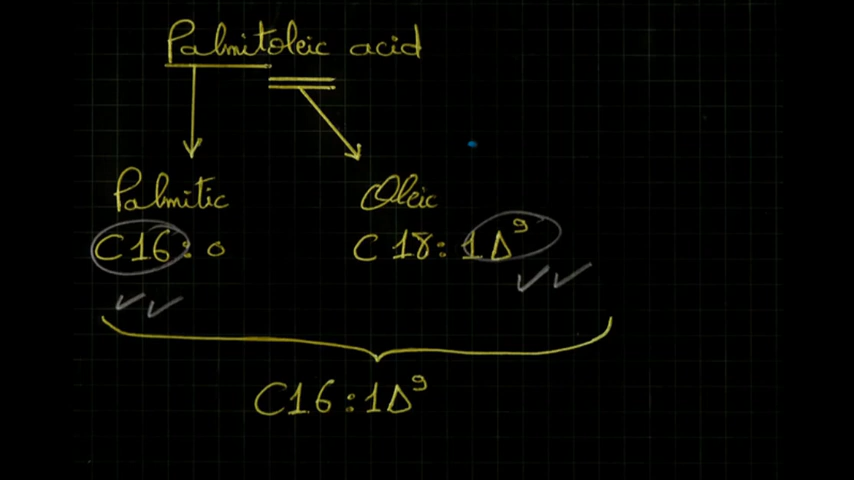 Palmitoleic acid
Palmitic Oleic
C16:0 C18:1Δ⁹
C16:1Δ⁹